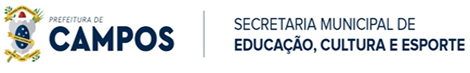 PREFEITURA DE
CAMPOS
SECRETARIA MUNICIPAL DE
EDUCAÇÃO, CULTURA E ESPORTE